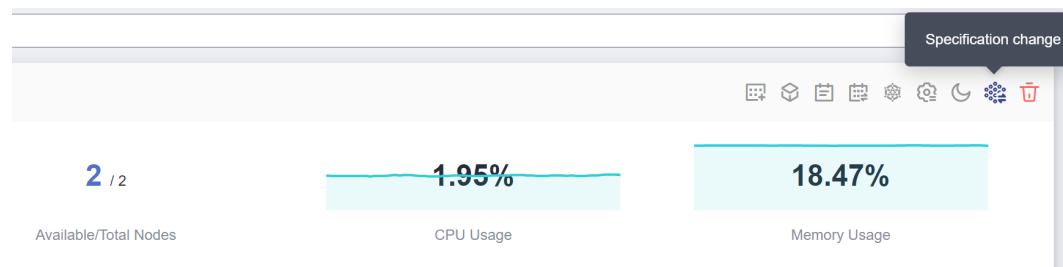 Specification change
2 / 2
1.95%
18.47%
Available/Total Nodes
CPU Usage
Memory Usage